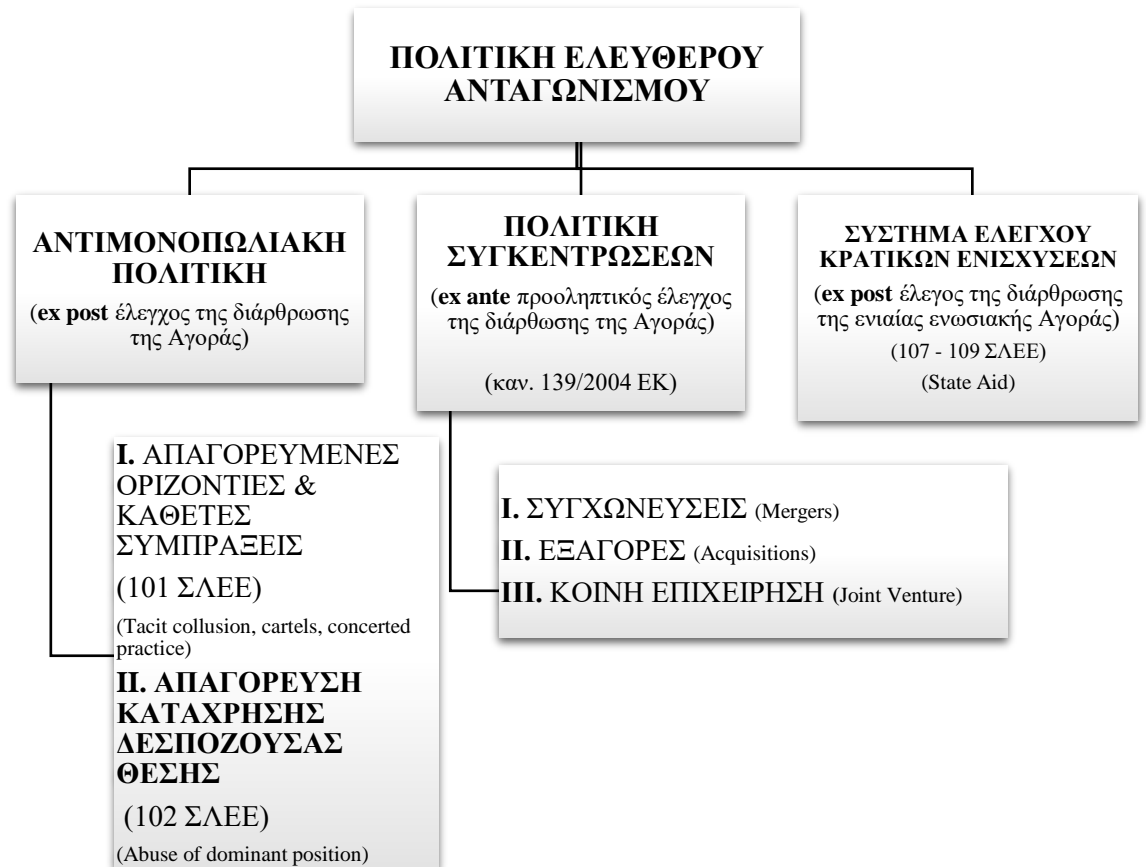 ΠΟΛΙΤΙΚΗ ΕΛΕΥΘΕΡΟΥ
ΑΝΤΑΓΩΝΙΣΜΟΥ
ΑΝΤΙΜΟΝΟΠΩΛΙΑΚΗ
ΠΟΛΙΤΙΚΗ
(ex post έλεγχος της διάρθρωσης
της Αγοράς)
ΠΟΛΙΤΙΚΗ
ΣΥΓΚΕΝΤΡΩΣΕΩΝ
(ex ante προοληπτικός έλεγχος
της διάρθωσης της Αγοράς)
(καν. 139/2004 ΕΚ)
ΣΥΣΤΗΜΑ ΕΛΕΓΧΟΥ
ΚΡΑΤΙΚΩΝ ΕΝΙΣΧΥΣΕΩΝ
(ex post έλεγος της διάρθρωσης
της ενιαίας ενωσιακής Αγοράς)
(107 - 109 ΣΛΕΕ)
(State Aid)
I. ΑΠΑΓΟΡΕΥΜΕΝΕΣ
ΟΡΙΖΟΝΤΙΕΣ &
ΚΑΘΕΤΕΣ
ΣΥΜΠΡΑΞΕΙΣ
(101 ΣΛΕΕ)
(Tacit collusion, cartels, concerted
practice)
II. ΑΠΑΓΟΡΕΥΣΗ
ΚΑΤΑΧΡΗΣΗΣ
ΔΕΣΠΟΖΟΥΣΑΣ
ΘΕΣΗΣ
(102 ΣΛΕΕ)
(Abuse of dominant position)
I. ΣΥΓΧΩΝΕΥΣΕΙΣ (Mergers)
II. ΕΞΑΓΟΡΕΣ (Acquisitions)
III. ΚΟΙΝΗ ΕΠΙΧΕΙΡΗΣΗ (Joint Venture)